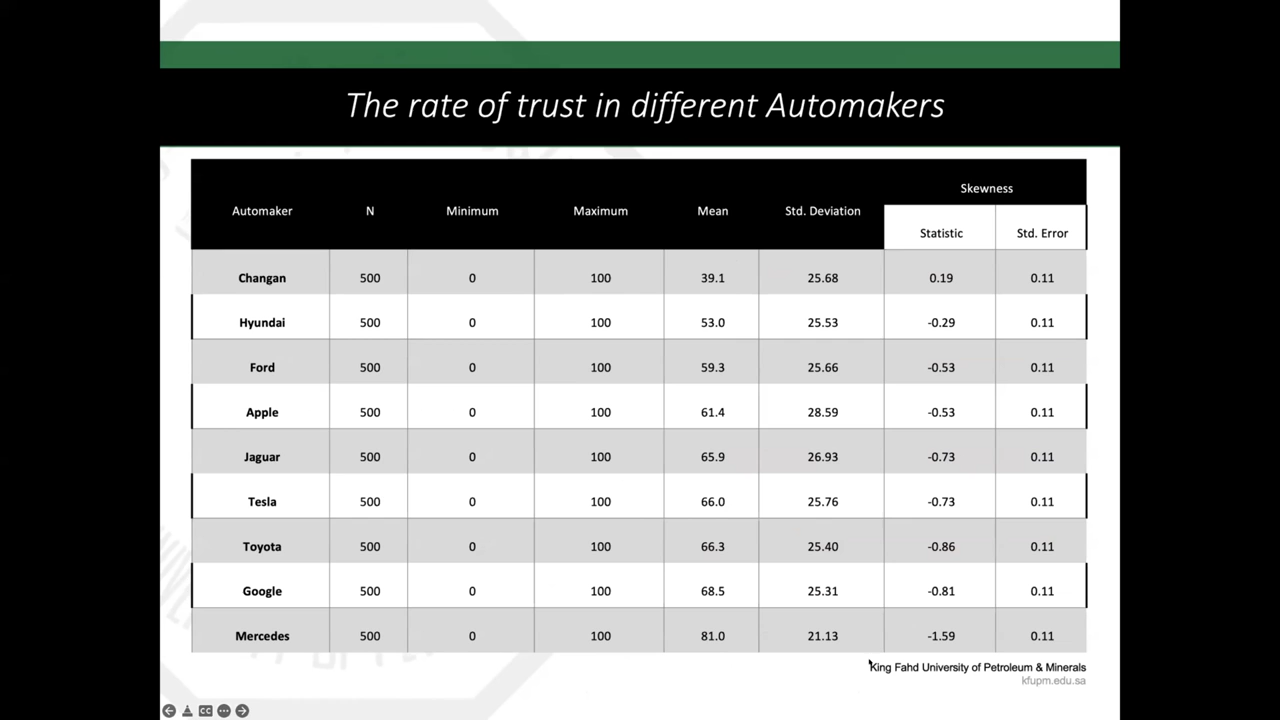 The rate of trust in different Automakers
Automaker N Minimum Maximum Mean Std. Deviation Skewness
Statistic Std. Error
Changan 500 0 100 39.1 25.68 0.19 0.11
Hyundai 500 0 100 53.0 25.53 -0.29 0.11
Ford 500 0 100 59.3 25.66 -0.53 0.11
Apple 500 0 100 61.4 28.59 -0.53 0.11
Jaguar 500 0 100 65.9 26.93 -0.73 0.11
Tesla 500 0 100 66.0 25.76 -0.73 0.11
Toyota 500 0 100 66.3 25.40 -0.86 0.11
Google 500 0 100 68.5 25.31 -0.81 0.11
Mercedes 500 0 100 81.0 21.13 -1.59 0.11
King Fahd University of Petroleum & Minerals
kfupm.edu.sa
CC